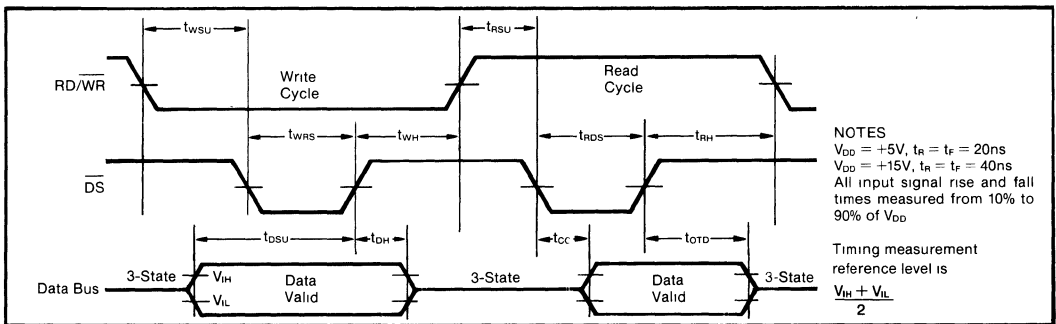 tWSU
tRSU
RD/WR
Write
Cycle
Read
Cycle
tWRS
tWH
tRDS
tRH
DS
NOTES
VDD = +5V, tR = tF = 20ns
VDD = +15V, tR = tF = 40ns
All input signal rise and fall
times measured from 10% to
90% of VDD
tDSU
tDH
tCC
tOTD
Timing measurement
reference level is
VIH + VIL
2
Data Bus
3-State
VIH
VIL
Data
Valid
3-State
Data
Valid
3-State